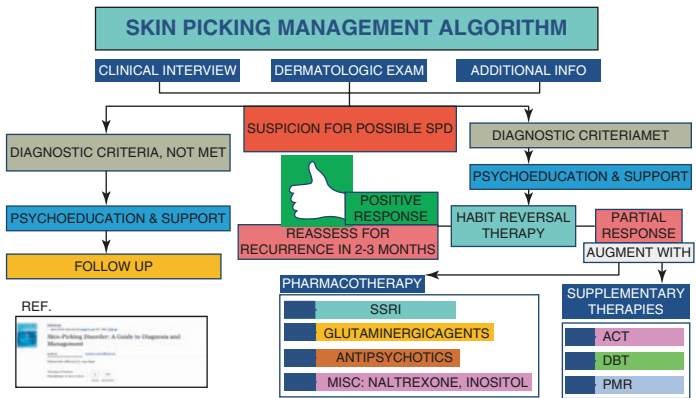 SKIN PICKING MANAGEMENT ALGORITHM
CLINICAL INTERVIEW
DERMATOLOGIC EXAM
ADDITIONAL INFO
SUSPICION FOR POSSIBLE SPD
DIAGNOSTIC CRITERIA, NOT MET
PSYCHOEDUCATION & SUPPORT
FOLLOW UP
DIAGNOSTIC CRITERIAMET
PSYCHOEDUCATION & SUPPORT
HABIT REVERSAL
THERAPY
POSITIVE
RESPONSE
REASSESS FOR
RECURRENCE IN 2-3 MONTHS
PARTIAL
RESPONSE
AUGMENT WITH
PHARMACOTHERAPY
SSRI
GLUTAMINERGICAGENTS
ANTIPSYCHOTICS
MISC: NALTREXONE, INOSITOL
SUPPLEMENTARY
THERAPIES
ACT
DBT
PMR
REF.
Skin-Picking Disorder: A Guide to Diagnosis and
Management